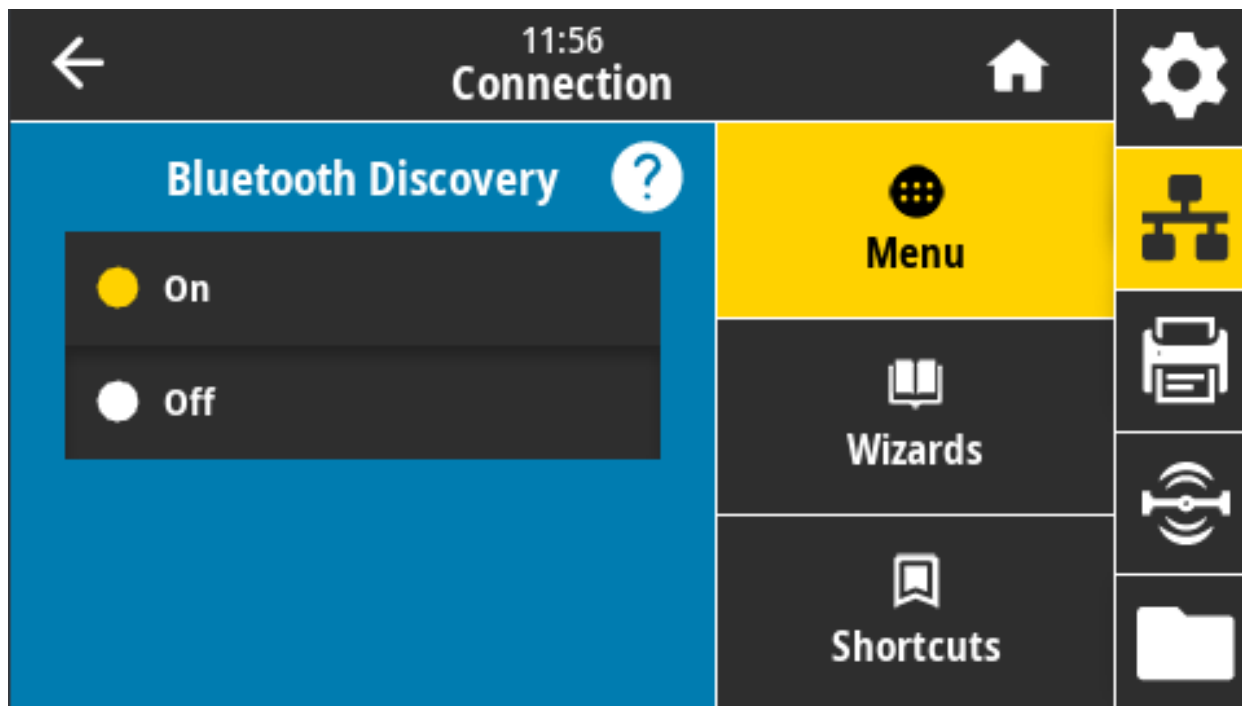 11:56
Connection
Bluetooth Discovery
?
On
Off
Menu
Wizards
Shortcuts